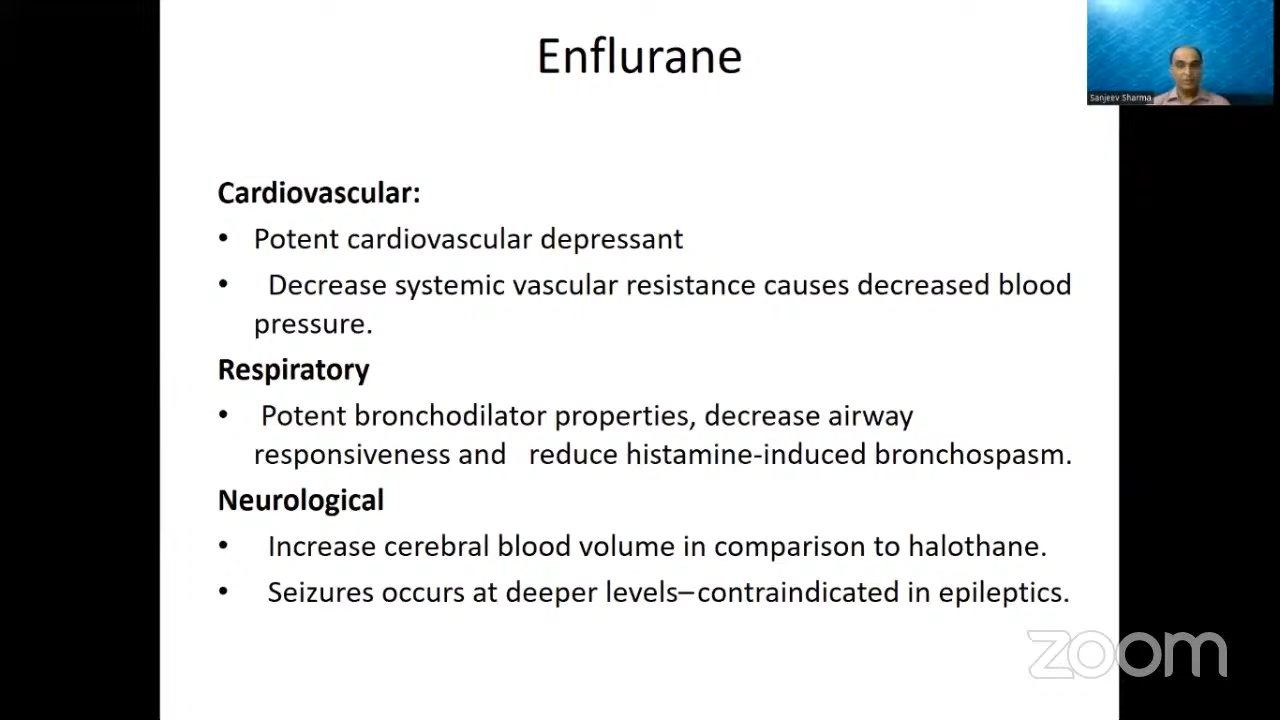 Enflurane
Sanjeev Sharma
Cardiovascular:
• Potent cardiovascular depressant
• Decrease systemic vascular resistance causes decreased blood
pressure.
Respiratory
• Potent bronchodilator properties, decrease airway
responsiveness and reduce histamine-induced bronchospasm.
Neurological
• Increase cerebral blood volume in comparison to halothane.
• Seizures occurs at deeper levels–contraindicated in epileptics.
zoom